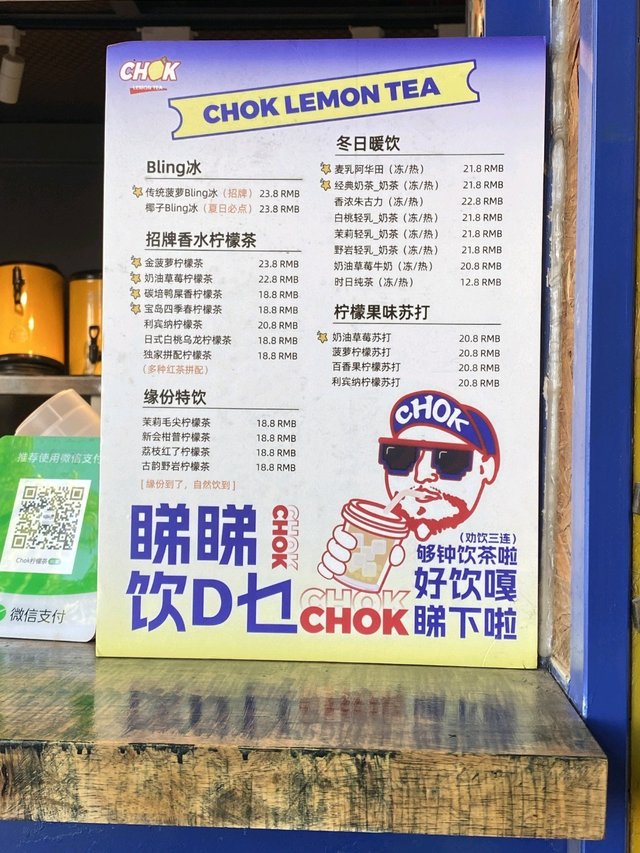 CHOK
LEMON TEA
CHOK LEMON TEA
Bling冰
传统菠萝Bling冰（招牌） 23.8 RMB
椰子Bling冰（夏日必点） 23.8 RMB
招牌香水柠檬茶
金菠萝柠檬茶 23.8 RMB
奶油草莓柠檬茶 22.8 RMB
碳培鸭屎香柠檬茶 18.8 RMB
宝岛四季春柠檬茶 18.8 RMB
利宾纳柠檬茶 20.8 RMB
日式白桃乌龙柠檬茶 18.8 RMB
独家拼配柠檬茶 18.8 RMB
（多种红茶拼配）
缘份特饮
茉莉毛尖柠檬茶 18.8 RMB
新会柑普柠檬茶 18.8 RMB
荔枝红了柠檬茶 18.8 RMB
古韵野岩柠檬茶 18.8 RMB
［缘份到了，自然饮到］
冬日暖饮
麦乳阿华田（冻/热） 21.8 RMB
经典奶茶_奶茶（冻/热） 21.8 RMB
香浓朱古力（冻/热） 22.8 RMB
白桃轻乳_奶茶（冻/热） 21.8 RMB
茉莉轻乳_奶茶（冻/热） 21.8 RMB
野岩轻乳_奶茶（冻/热） 21.8 RMB
奶油草莓牛奶（冻/热） 20.8 RMB
时日纯茶（冻/热） 12.8 RMB
柠檬果味苏打
奶油草莓苏打 20.8 RMB
菠萝柠檬苏打 20.8 RMB
百香果柠檬苏打 20.8 RMB
利宾纳柠檬苏打 20.8 RMB
CHOK
睇睇
饮D乜
CHOK
CHOK
CHOK
CHOK
（劝饮三连）
够钟饮茶啦
好饮嘎
睇下啦
推荐使用微信支付
Chok柠檬茶
微信支付